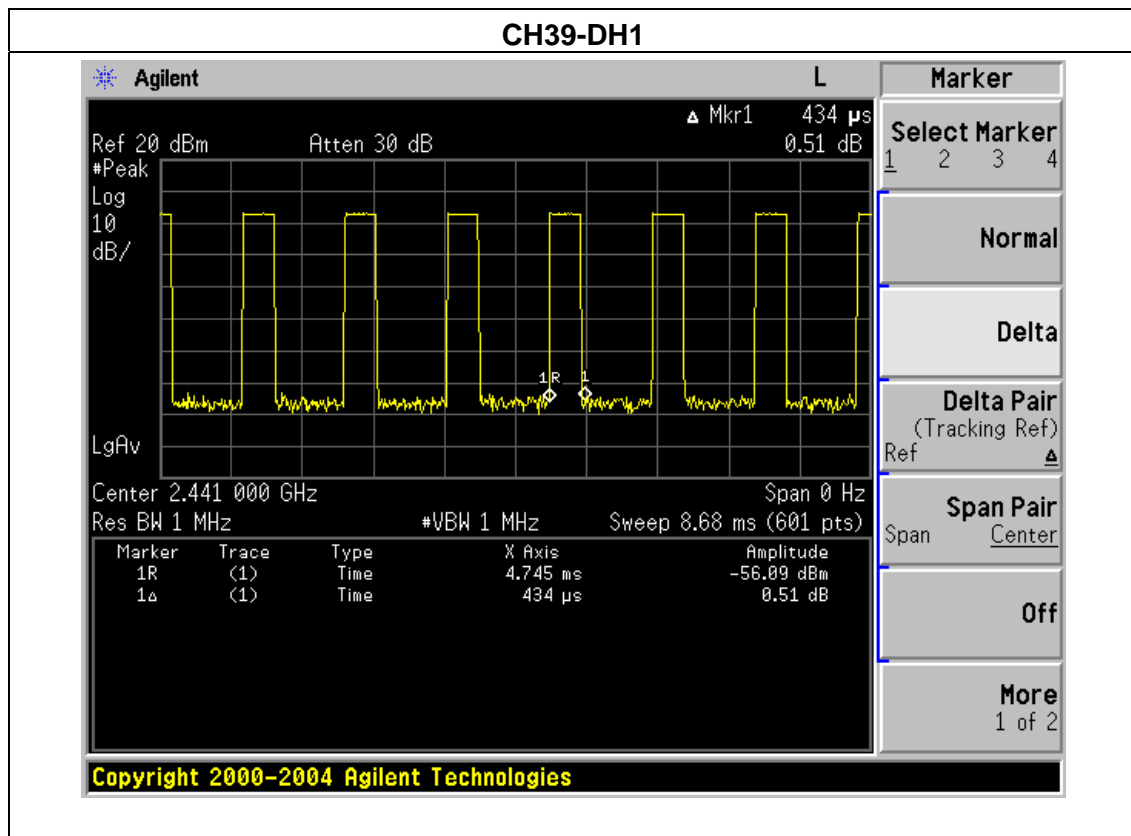 CH39-DH1
Agilent L
Δ Mkr1 434 µs
Ref 20 dBm Atten 30 dB 0.51 dB
#Peak
Log
10
dB/
1R 1
LgAv
Center 2.441 000 GHz Span 0 Hz
Res BW 1 MHz #VBW 1 MHz Sweep 8.68 ms (601 pts)
Marker Trace Type X Axis Amplitude
1R (1) Time 4.745 ms -56.09 dBm
1Δ (1) Time 434 µs 0.51 dB
Marker
Select Marker
1 2 3 4
Normal
Delta
Delta Pair
(Tracking Ref)
Ref Δ
Span Pair
Span Center
Off
More
1 of 2
Copyright 2000-2004 Agilent Technologies